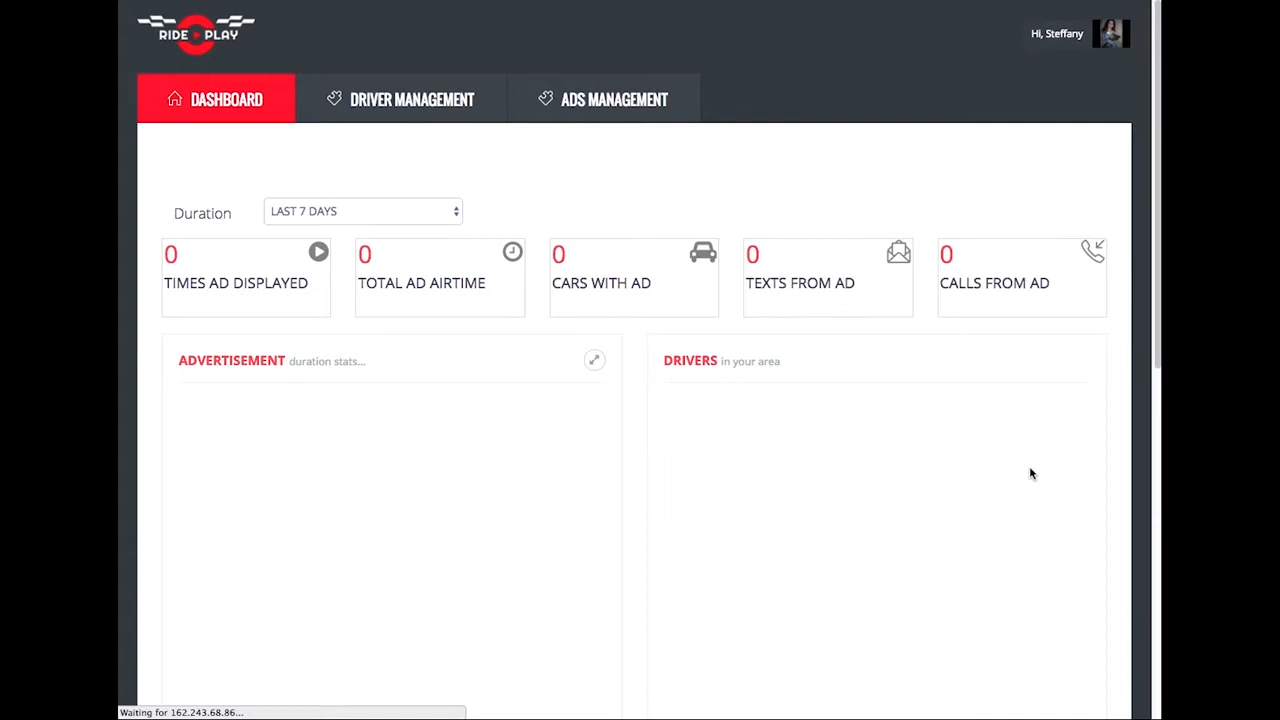 RIDE PLAY
Hi, Steffany
DASHBOARD
DRIVER MANAGEMENT
ADS MANAGEMENT
Duration
LAST 7 DAYS
0
TIMES AD DISPLAYED
0
TOTAL AD AIRTIME
0
CARS WITH AD
0
TEXTS FROM AD
0
CALLS FROM AD
ADVERTISEMENT duration stats...
DRIVERS in your area
Waiting for 162.243.68.86...